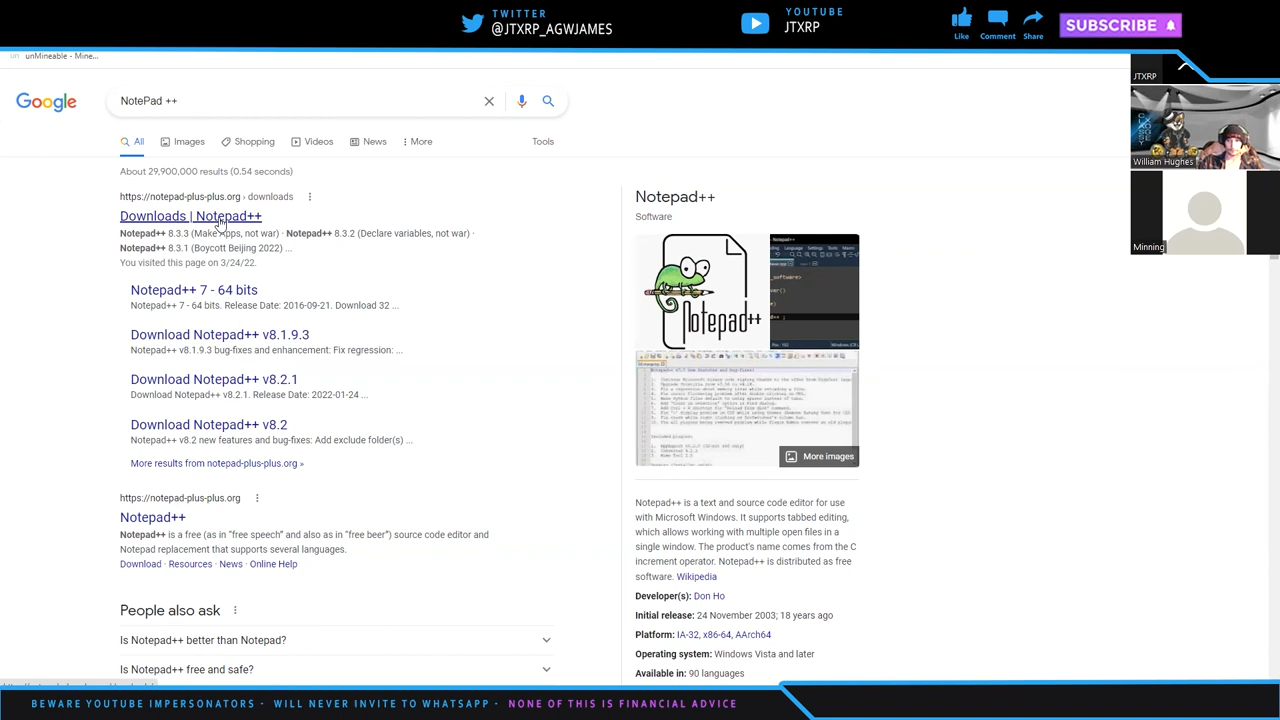 TWITTER
@JTXRP_AGWJAMES
YOUTUBE
JTXRP
Like
Comment
Share
SUBSCRIBE
unMineable - Mine...
JTXRP
Google
NotePad ++
All
Images
Shopping
Videos
News
More
Tools
William Hughes
Minning
About 29,900,000 results (0.54 seconds)
https://notepad-plus-plus.org › downloads
Downloads | Notepad++
Notepad++ 8.3.3 (Make Apps, not war) · Notepad++ 8.3.2 (Declare variables, not war) ·
Notepad++ 8.3.1 (Boycott Beijing 2022) ...
You visited this page on 3/24/22.
Notepad++ 7 - 64 bits
Notepad++ 7 - 64 bits. Release Date: 2016-09-21. Download 32 ...
Download Notepad++ v8.1.9.3
Notepad++ v8.1.9.3 bug-fixes and enhancement: Fix regression: ...
Download Notepad++ v8.2.1
Download Notepad++ v8.2.1. Release Date: 2022-01-24 ...
Download Notepad++ v8.2
Notepad++ v8.2 new features and bug-fixes: Add exclude folder(s) ...
More results from notepad-plus-plus.org »
https://notepad-plus-plus.org
Notepad++
Notepad++ is a free (as in “free speech” and also as in “free beer”) source code editor and
Notepad replacement that supports several languages.
Download · Resources · News · Online Help
People also ask
Is Notepad++ better than Notepad?
Is Notepad++ free and safe?
Notepad++
Software
Notepad++
More images
Notepad++ is a text and source code editor for use
with Microsoft Windows. It supports tabbed editing,
which allows working with multiple open files in a
single window. The product's name comes from the C
increment operator. Notepad++ is distributed as free
software. Wikipedia
Developer(s): Don Ho
Initial release: 24 November 2003; 18 years ago
Platform: IA-32, x86-64, AArch64
Operating system: Windows Vista and later
Available in: 90 languages
BEWARE YOUTUBE IMPERSONATORS - WILL NEVER INVITE TO WHATSAPP - NONE OF THIS IS FINANCIAL ADVICE